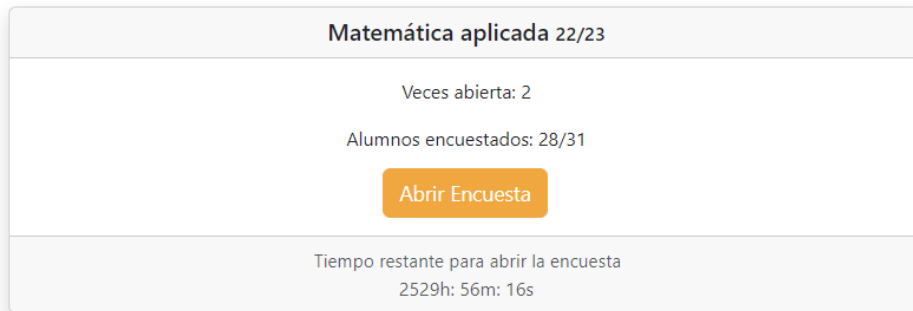 Matemática aplicada 22/23
Veces abierta: 2
Alumnos encuestados: 28/31
Abrir Encuesta
Tiempo restante para abrir la encuesta
2529h: 56m: 16s